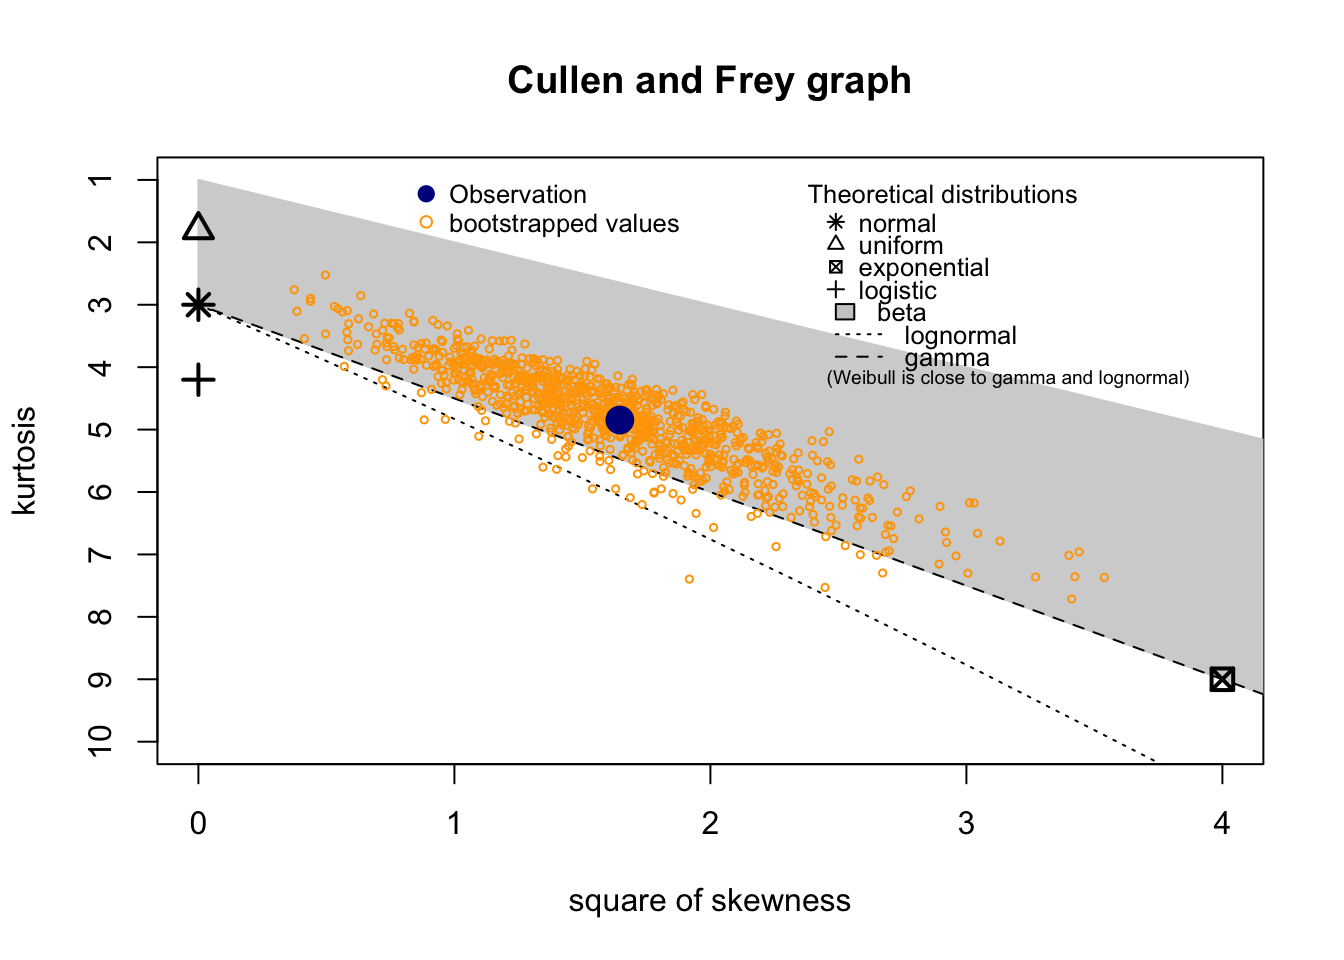 Cullen and Frey graph
Observation
bootstrapped values
Theoretical distributions
normal
uniform
exponential
logistic
beta
lognormal
gamma
(Weibull is close to gamma and lognormal)
kurtosis
1
2
3
4
5
6
7
8
9
10
0 1 2 3 4
square of skewness